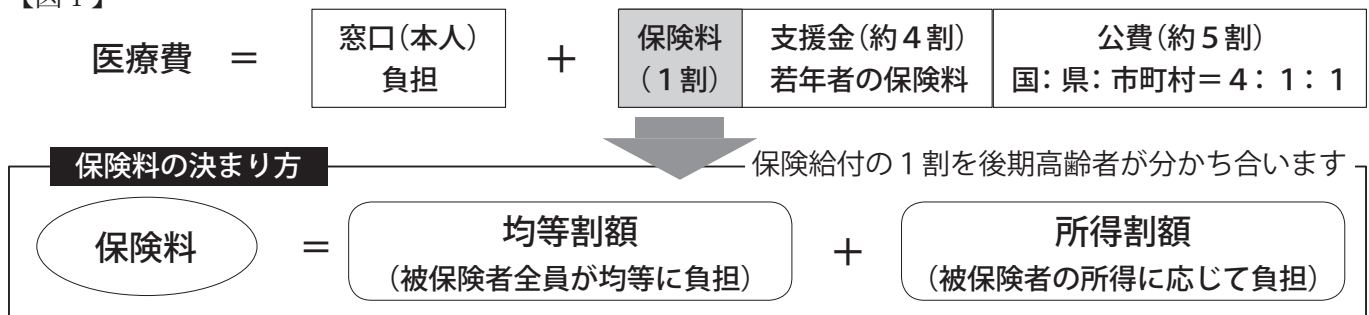 【図1】
医療費 ＝ 窓口(本人)負担 ＋ 保険料(1割) 支援金(約4割)若年者の保険料 公費(約5割)国：県：市町村＝4：1：1
保険料の決まり方 保険給付の1割を後期高齢者が分かち合います
保険料 ＝ 均等割額(被保険者全員が均等に負担) ＋ 所得割額(被保険者の所得に応じて負担)